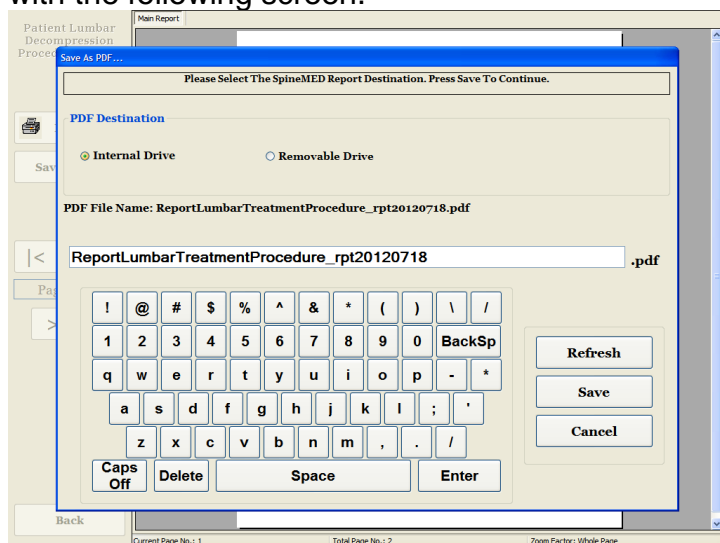 with the following screen:
Main Report
Patient Lumbar
Decompression
Save As PDF...
Please Select The SpineMED Report Destination. Press Save To Continue.
PDF Destination
Internal Drive
Removable Drive
PDF File Name: ReportLumbarTreatmentProcedure_rpt20120718.pdf
ReportLumbarTreatmentProcedure_rpt20120718 .pdf
|<
>
! @ # $ % ^ & * ( ) \ /
1 2 3 4 5 6 7 8 9 0 BackSp
q w e r t y u i o p - *
a s d f g h j k l ; '
z x c v b n m , . /
Caps Off Delete Space Enter
Refresh
Save
Cancel
Back
Current Page No.: 1 Total Page No.: 2 Zoom Factor: Whole Page